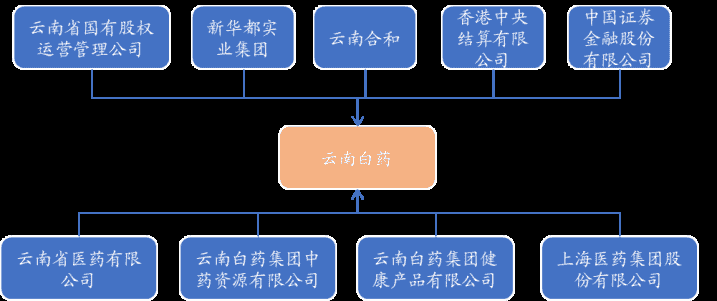 云南省国有股权
运营管理公司
新华都实
业集团
云南合和
香港中央
结算有限
公司
中国证券
金融股份
有限公司
云南白药
云南省医药有限
公司
云南白药集团中
药资源有限公司
云南白药集团健
康产品有限公司
上海医药集团股
份有限公司